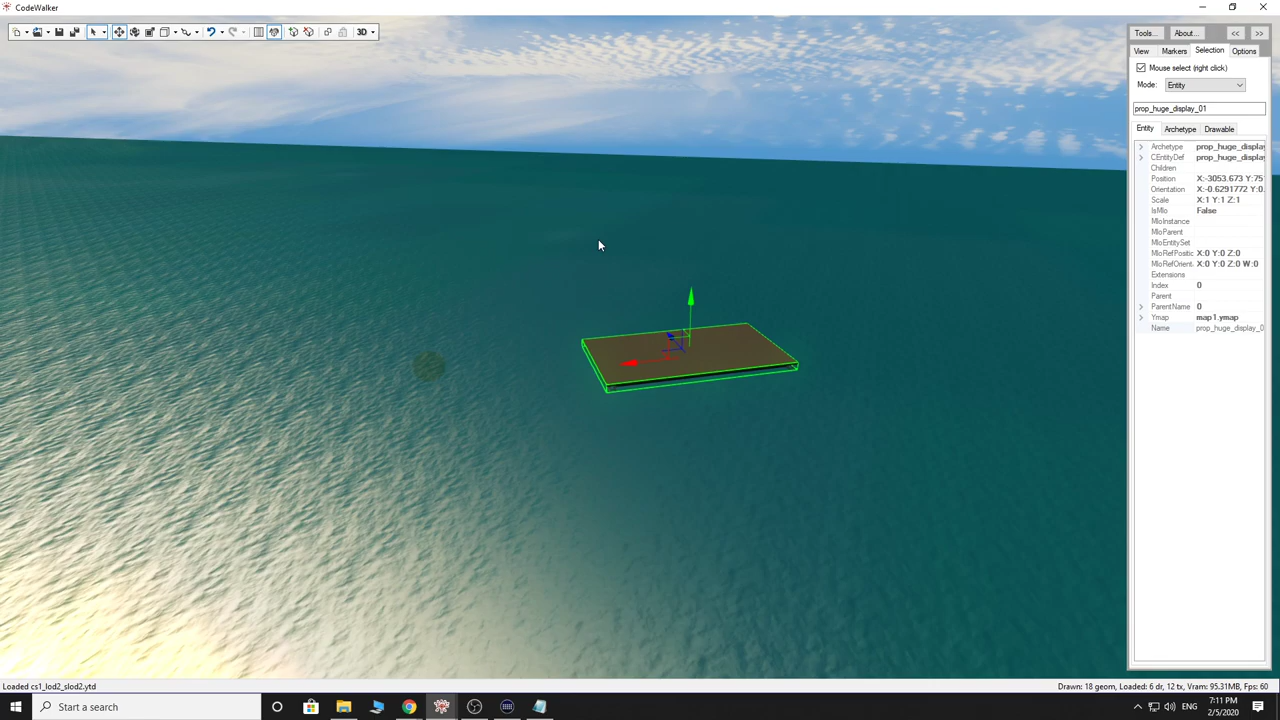 CodeWalker
3D
Tools... About... << >>
View Markers Selection Options
Mouse select (right click)
Mode: Entity
prop_huge_display_01
Entity Archetype Drawable
Archetype prop_huge_display
CEntityDef prop_huge_display
Children
Position X:-3053.673 Y:75
Orientation X:-0.6291772 Y:0.
Scale X:1 Y:1 Z:1
IsMlo False
MloInstance
MloParent
MloEntitySet
MloRefPositic X:0 Y:0 Z:0
MloRefOrient. X:0 Y:0 Z:0 W:0
Extensions
Index 0
Parent
ParentName 0
Ymap map1.ymap
Name prop_huge_display_0
Loaded cs1_lod2_slod2.ytd
Drawn: 18 geom, Loaded: 6 dr, 12 tx, Vram: 95.31MB, Fps: 60
Start a search
ENG
7:11 PM
2/5/2020